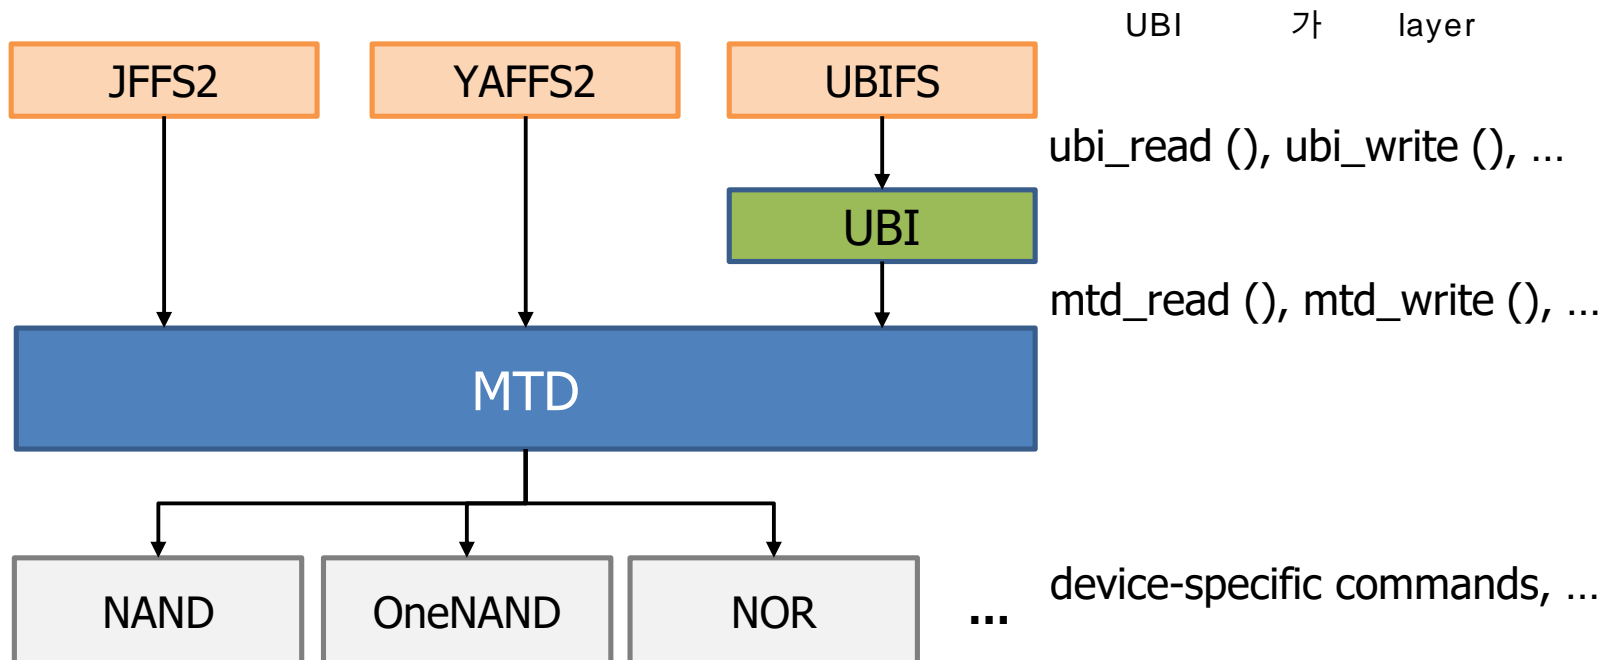 UBI 가 layer
JFFS2 YAFFS2 UBIFS
ubi_read (), ubi_write (), ...
UBI
mtd_read (), mtd_write (), ...
MTD
device-specific commands, ...
NAND OneNAND NOR ...